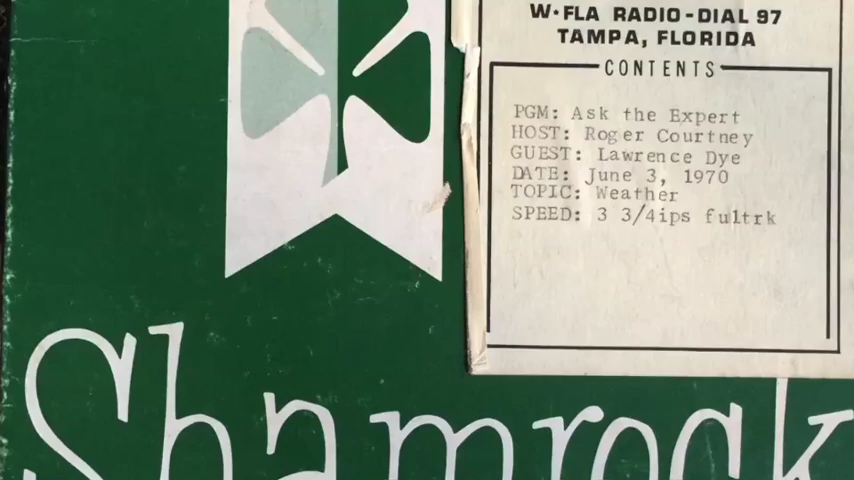 W•FLA RADIO-DIAL 97
TAMPA, FLORIDA
CONTENTS
PGM: Ask the Expert
HOST: Roger Courtney
GUEST: Lawrence Dye
DATE: June 3, 1970
TOPIC: Weather
SPEED: 3 3/4ips fultrk
Shamrock